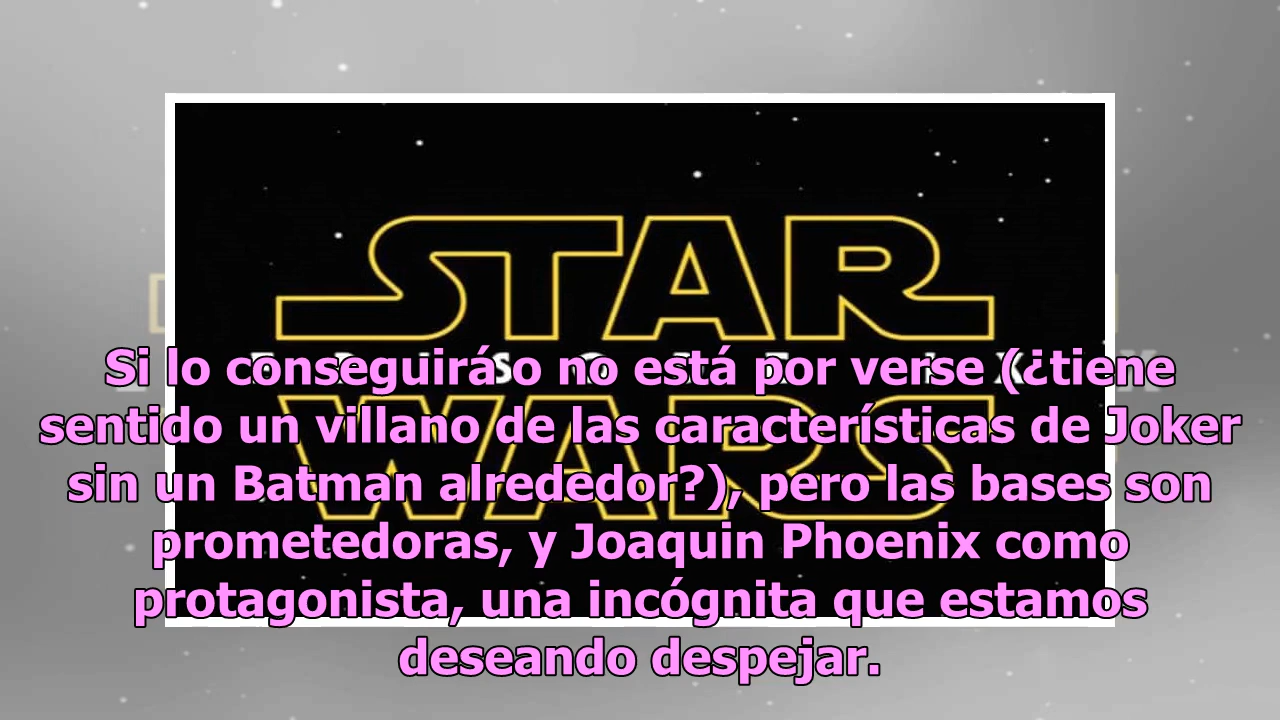 STAR
WARS
Si lo conseguirá o no está por verse (¿tiene
sentido un villano de las características de Joker
sin un Batman alrededor?), pero las bases son
prometedoras, y Joaquin Phoenix como
protagonista, una incógnita que estamos
deseando despejar.